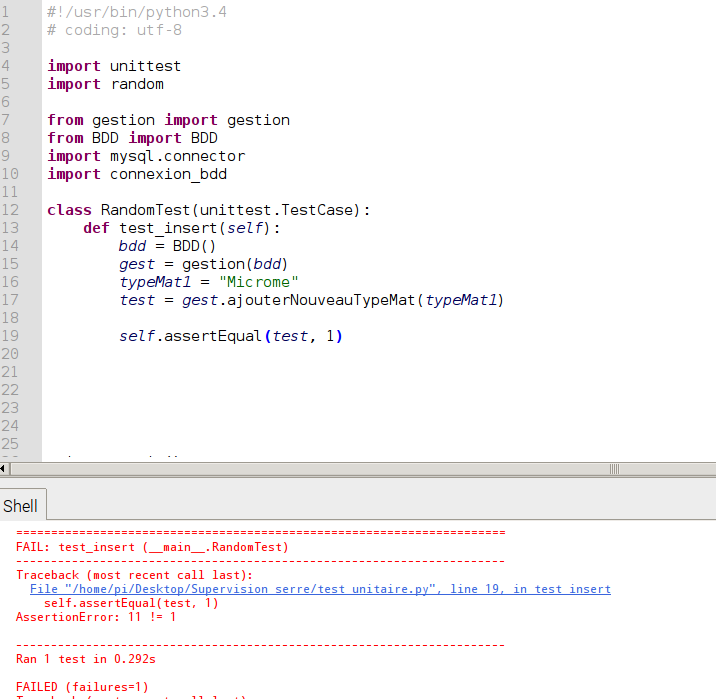 1 #!/usr/bin/python3.4
2 # coding: utf-8
3
4 import unittest
5 import random
6
7 from gestion import gestion
8 from BDD import BDD
9 import mysql.connector
10 import connexion_bdd
11
12 class RandomTest(unittest.TestCase):
13     def test_insert(self):
14         bdd = BDD()
15         gest = gestion(bdd)
16         typeMat1 = "Microme"
17         test = gest.ajouterNouveauTypeMat(typeMat1)
18
19         self.assertEqual(test, 1)
20
21
22
23
24
25
Shell
======================================================================
FAIL: test_insert (__main__.RandomTest)
----------------------------------------------------------------------
Traceback (most recent call last):
  File "/home/pi/Desktop/Supervision serre/test unitaire.py", line 19, in test insert
    self.assertEqual(test, 1)
AssertionError: 11 != 1
----------------------------------------------------------------------
Ran 1 test in 0.292s
FAILED (failures=1)